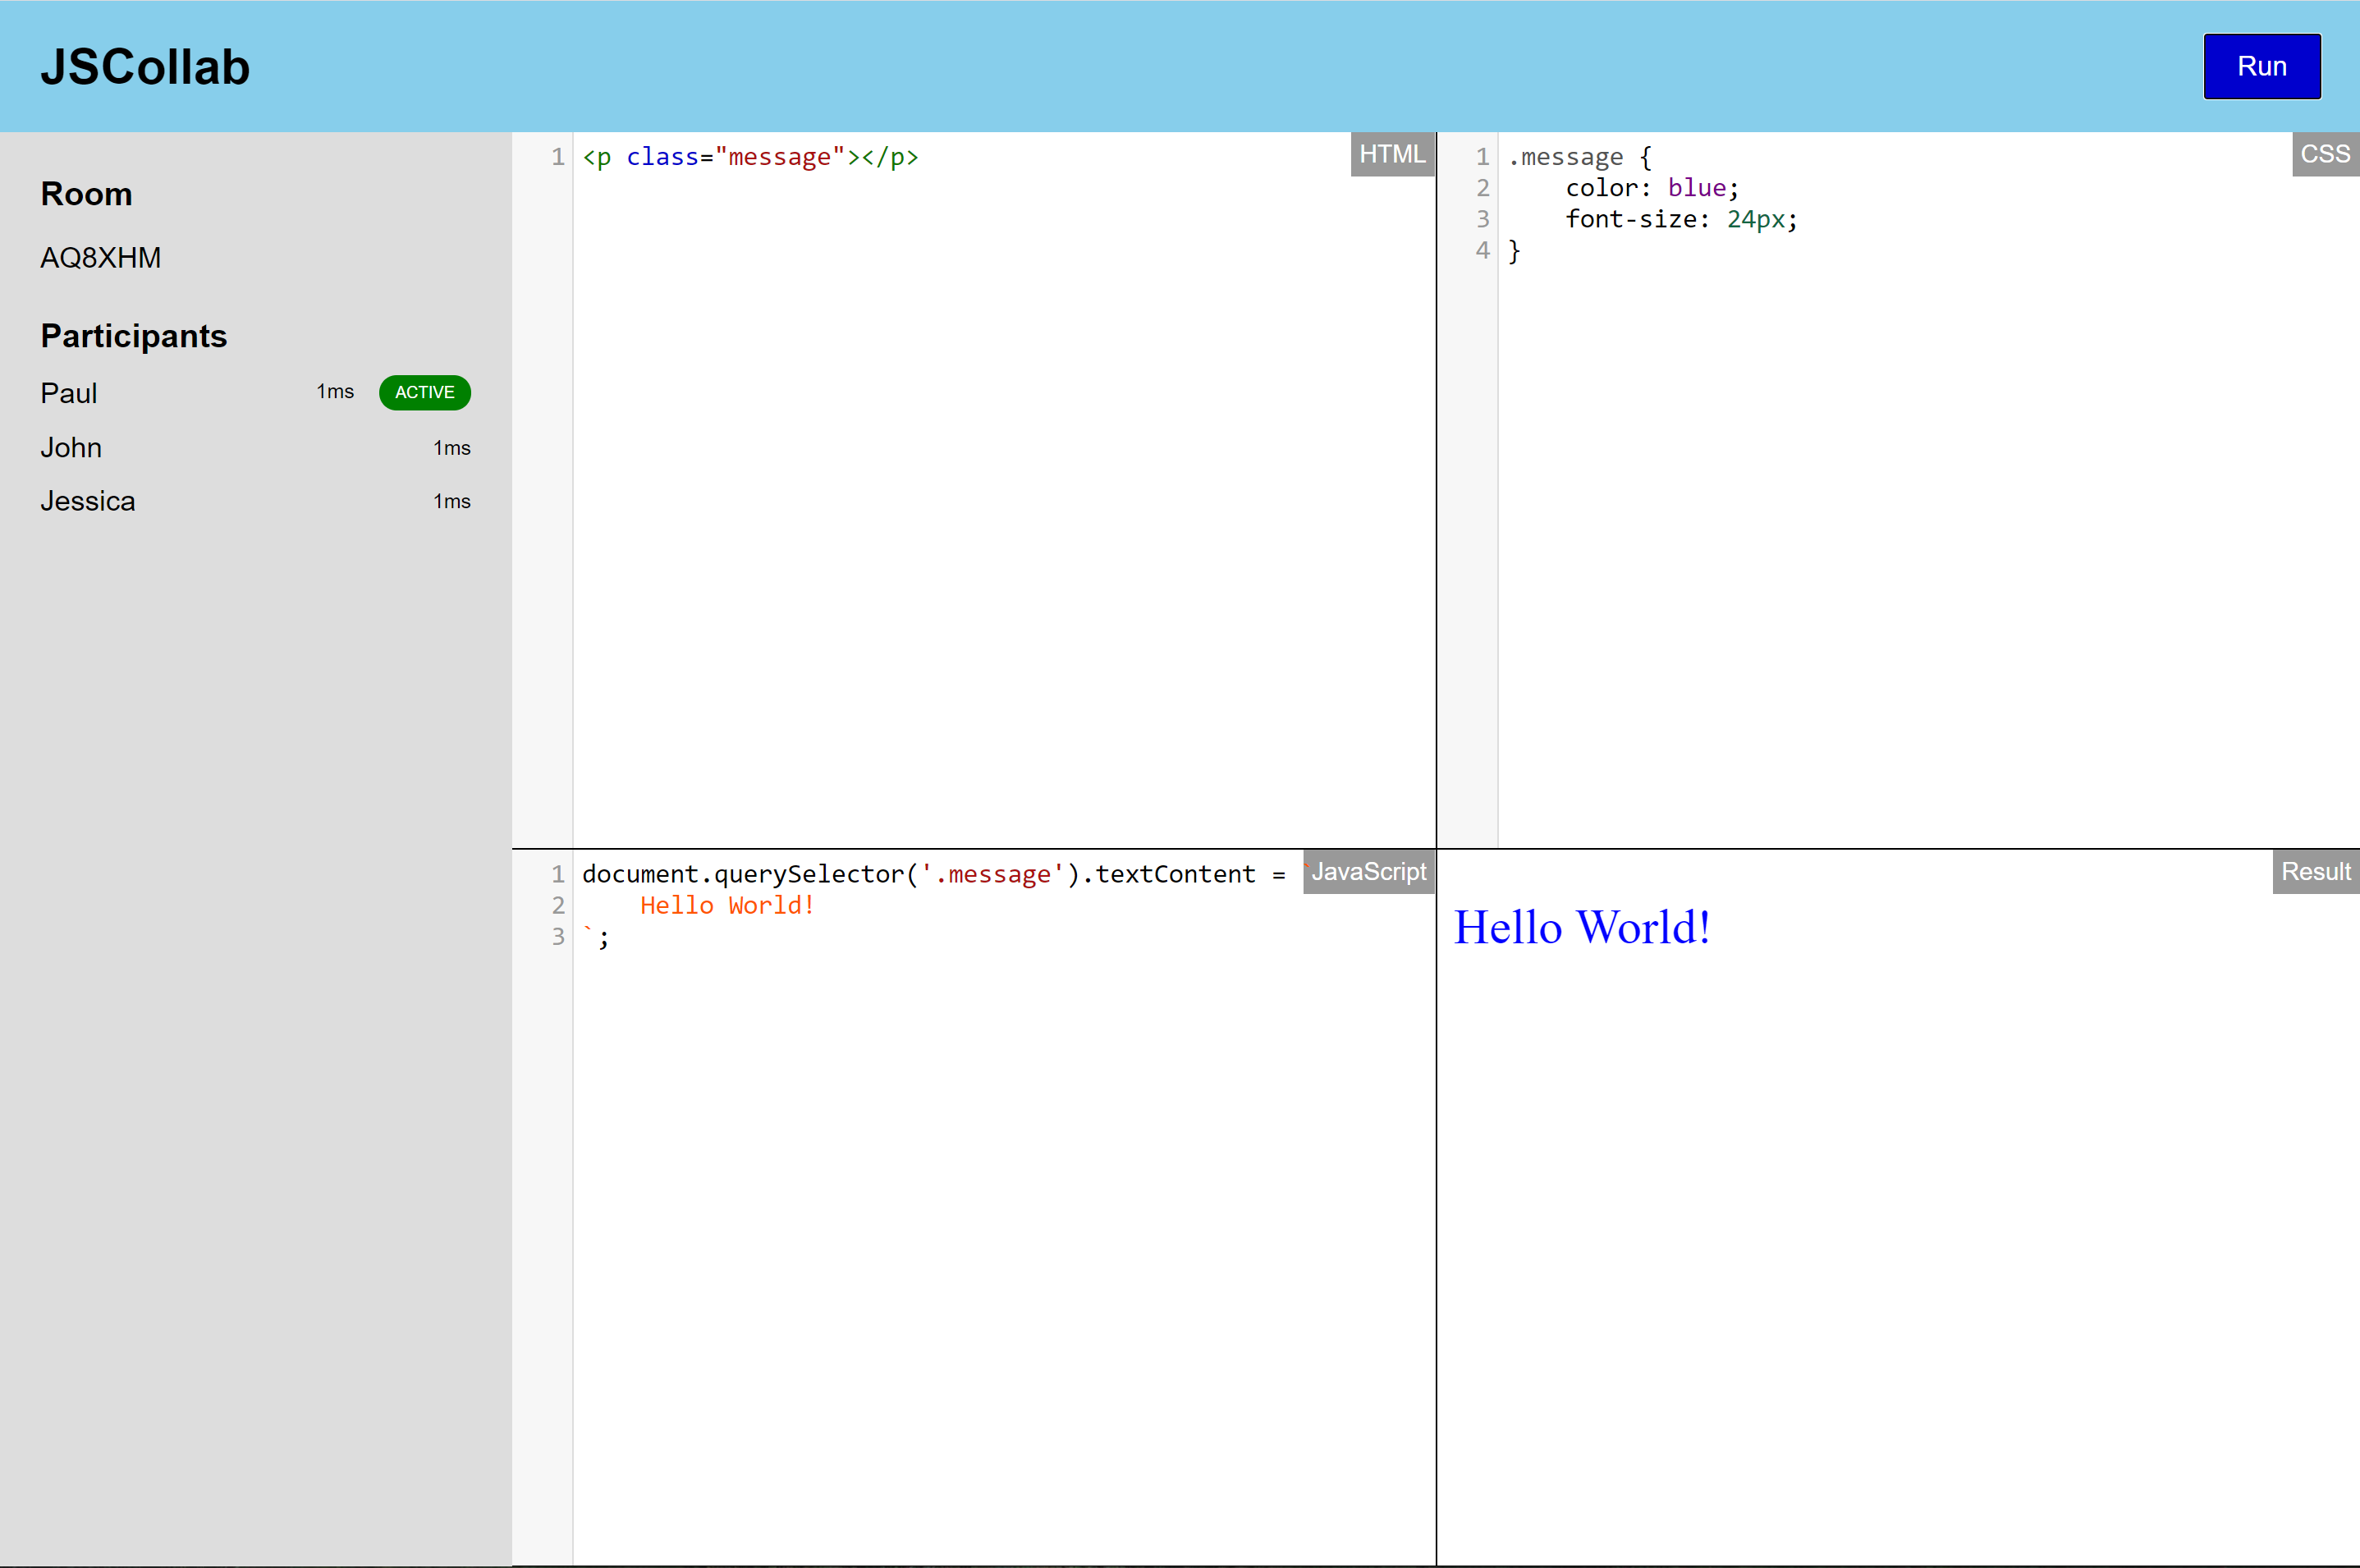 JSCollab
Run
Room
AQ8XHM
Participants
Paul 1ms ACTIVE
John 1ms
Jessica 1ms
HTML
1 <p class="message"></p>
CSS
1 .message {
2     color: blue;
3     font-size: 24px;
4 }
JavaScript
1 document.querySelector('.message').textContent = `
2     Hello World!
3 `;
Result
Hello World!